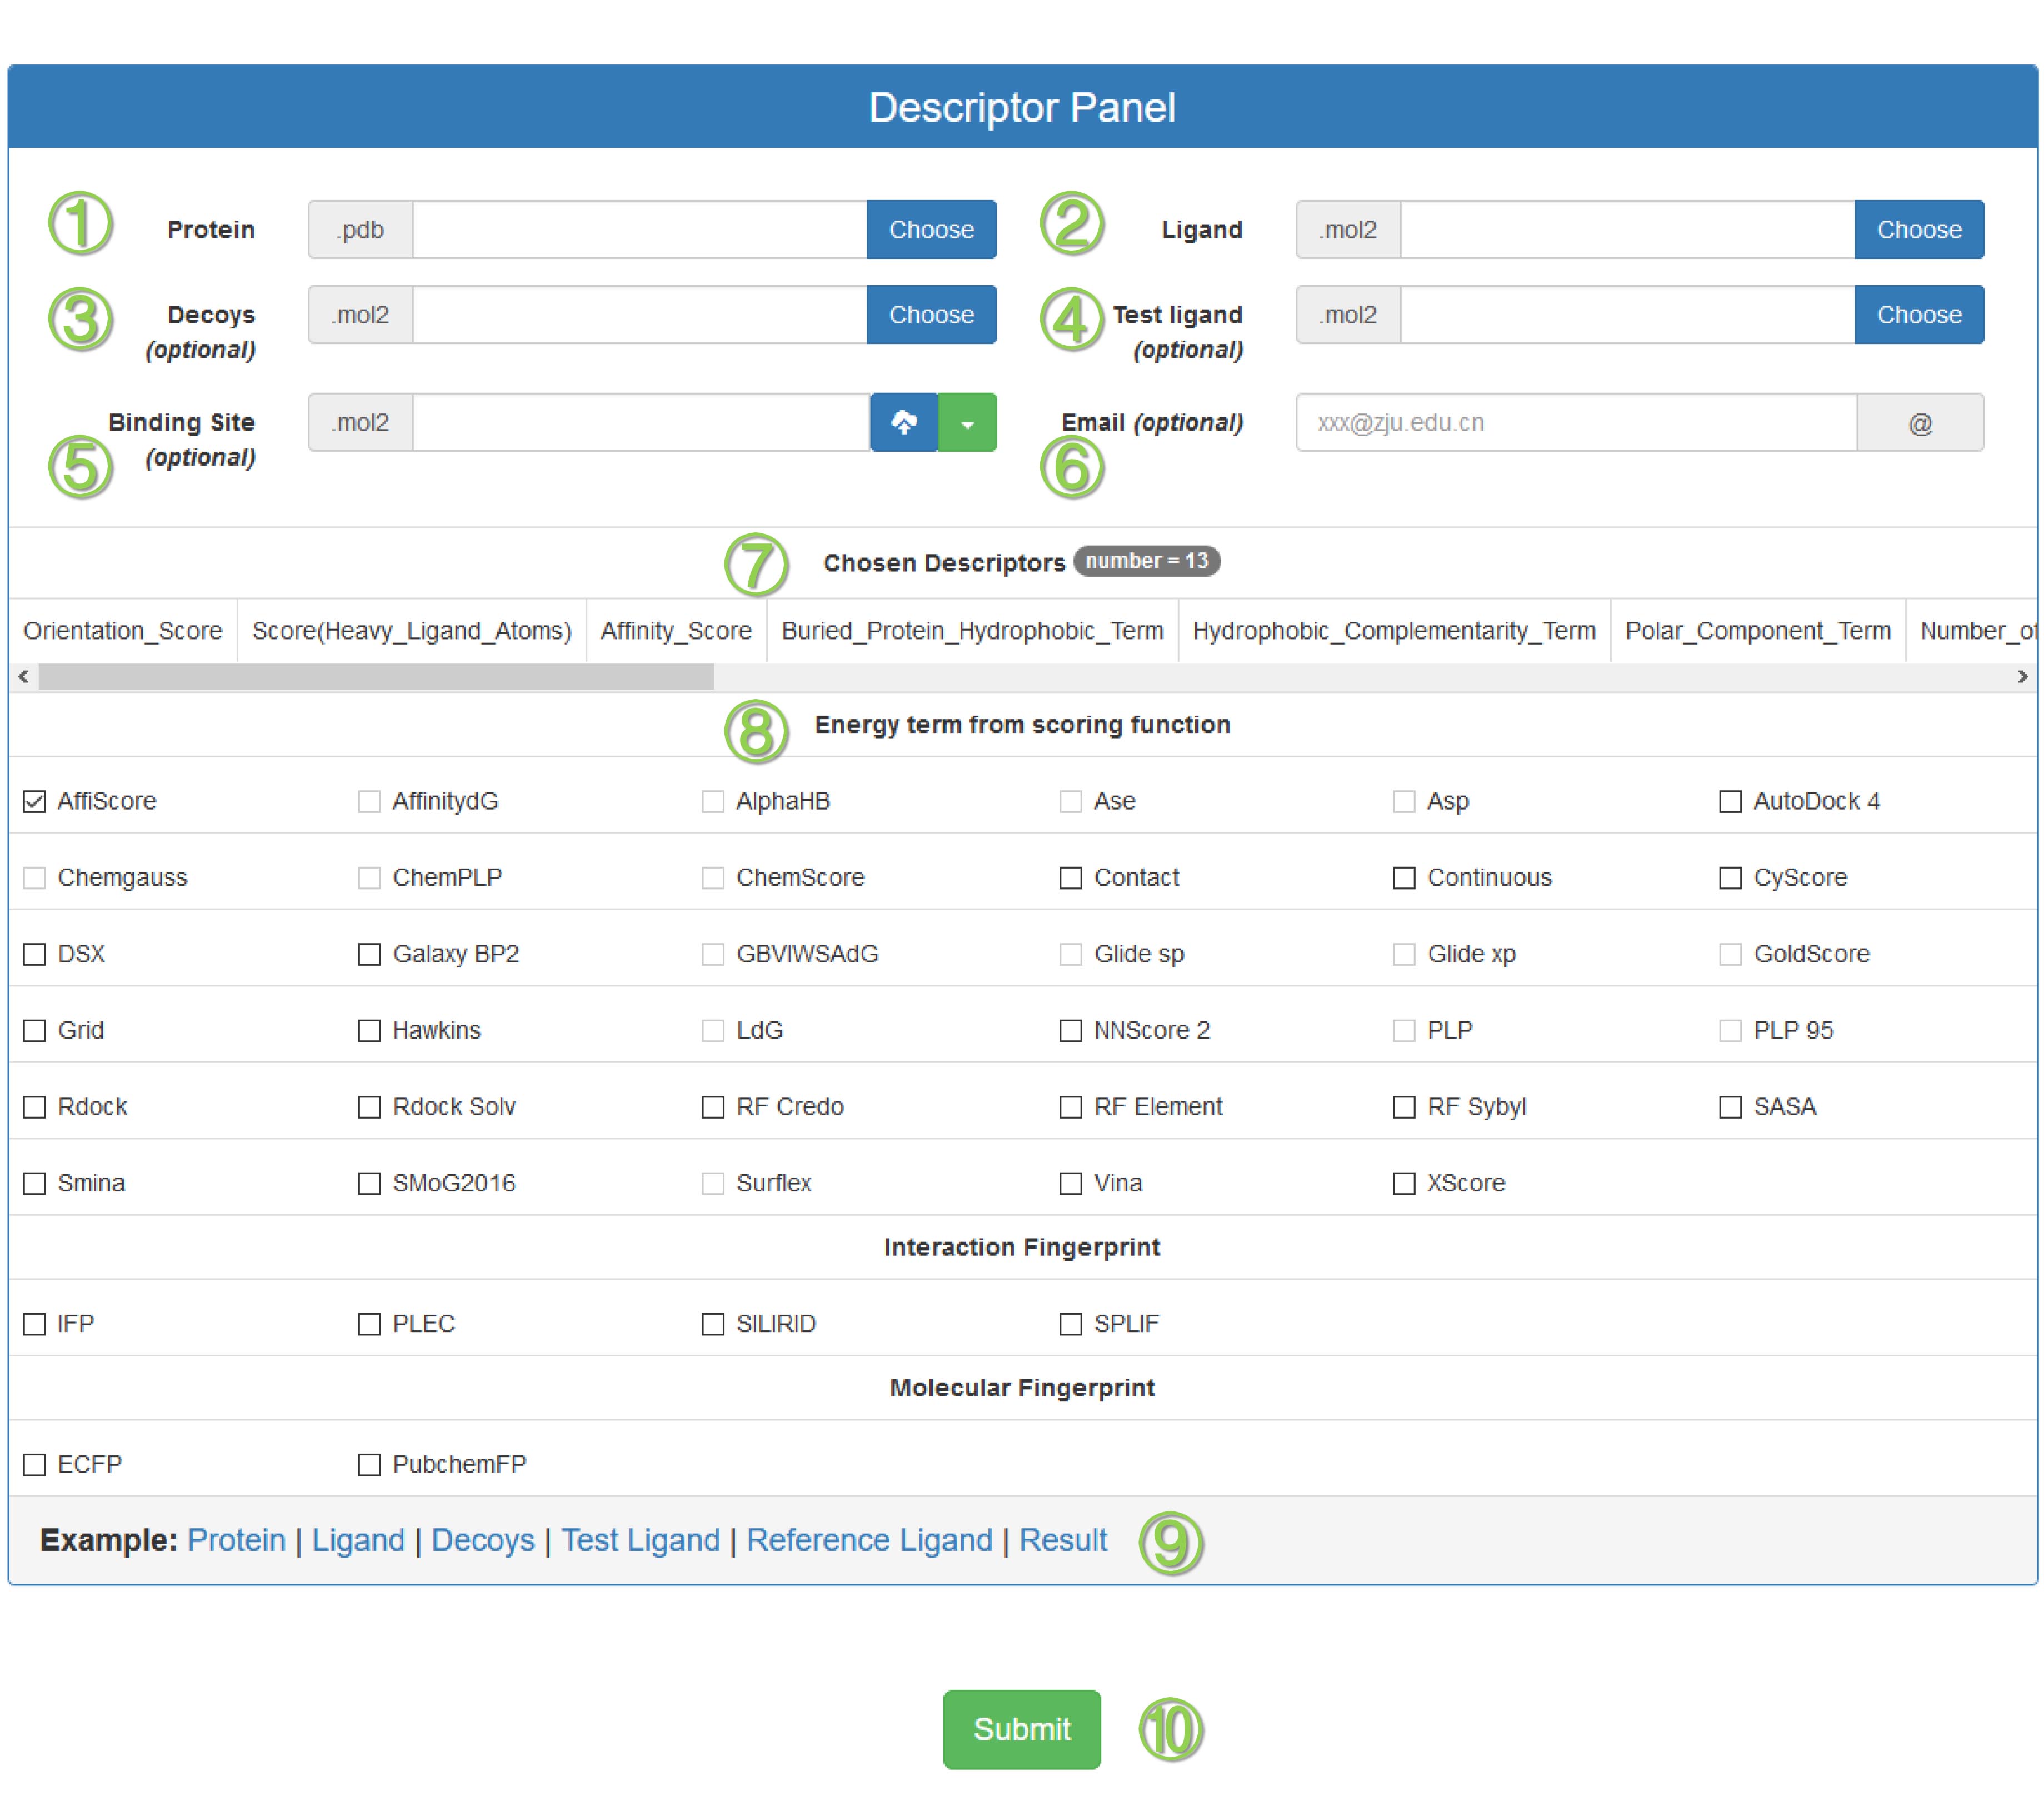 Descriptor Panel
① Protein .pdb Choose ② Ligand .mol2 Choose
③ Decoys .mol2 Choose ④ Test ligand .mol2 Choose
(optional) (optional)
Binding Site .mol2 Email (optional) xxx@zju.edu.cn @
⑤ (optional) ⑥
⑦ Chosen Descriptors number = 13
Orientation_Score Score(Heavy_Ligand_Atoms) Affinity_Score Buried_Protein_Hydrophobic_Term Hydrophobic_Complementarity_Term Polar_Component_Term Number_of
⑧ Energy term from scoring function
AffiScore AffinitydG AlphaHB Ase Asp AutoDock 4
Chemgauss ChemPLP ChemScore Contact Continuous CyScore
DSX Galaxy BP2 GBVIWSAdG Glide sp Glide xp GoldScore
Grid Hawkins LdG NNScore 2 PLP PLP 95
Rdock Rdock Solv RF Credo RF Element RF Sybyl SASA
Smina SMoG2016 Surflex Vina XScore
Interaction Fingerprint
IFP PLEC SILIRID SPLIF
Molecular Fingerprint
ECFP PubchemFP
Example: Protein | Ligand | Decoys | Test Ligand | Reference Ligand | Result ⑨
Submit ⑩